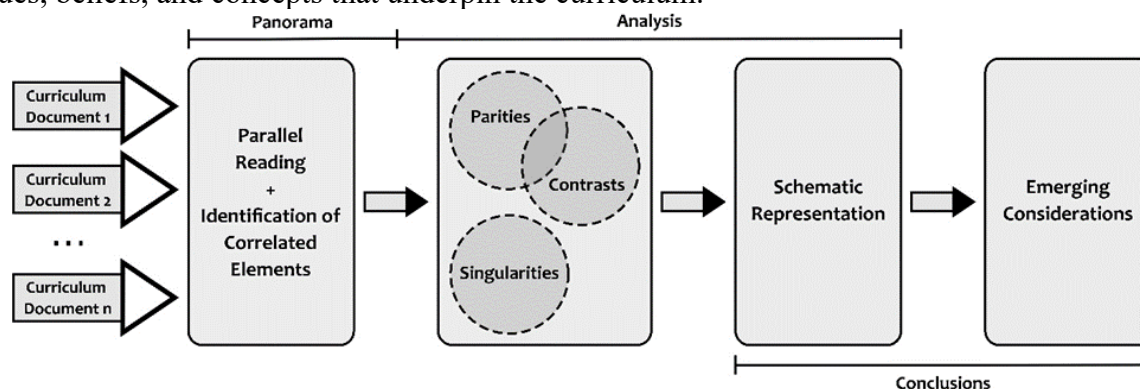 beliefs, and concepts that underpin the curriculum.
Panorama
Analysis
Curriculum
Document 1
Curriculum
Document 2
...
Curriculum
Document n
Parallel
Reading
+
Identification of
Correlated
Elements
Parities
Contrasts
Singularities
Schematic
Representation
Emerging
Considerations
Conclusions